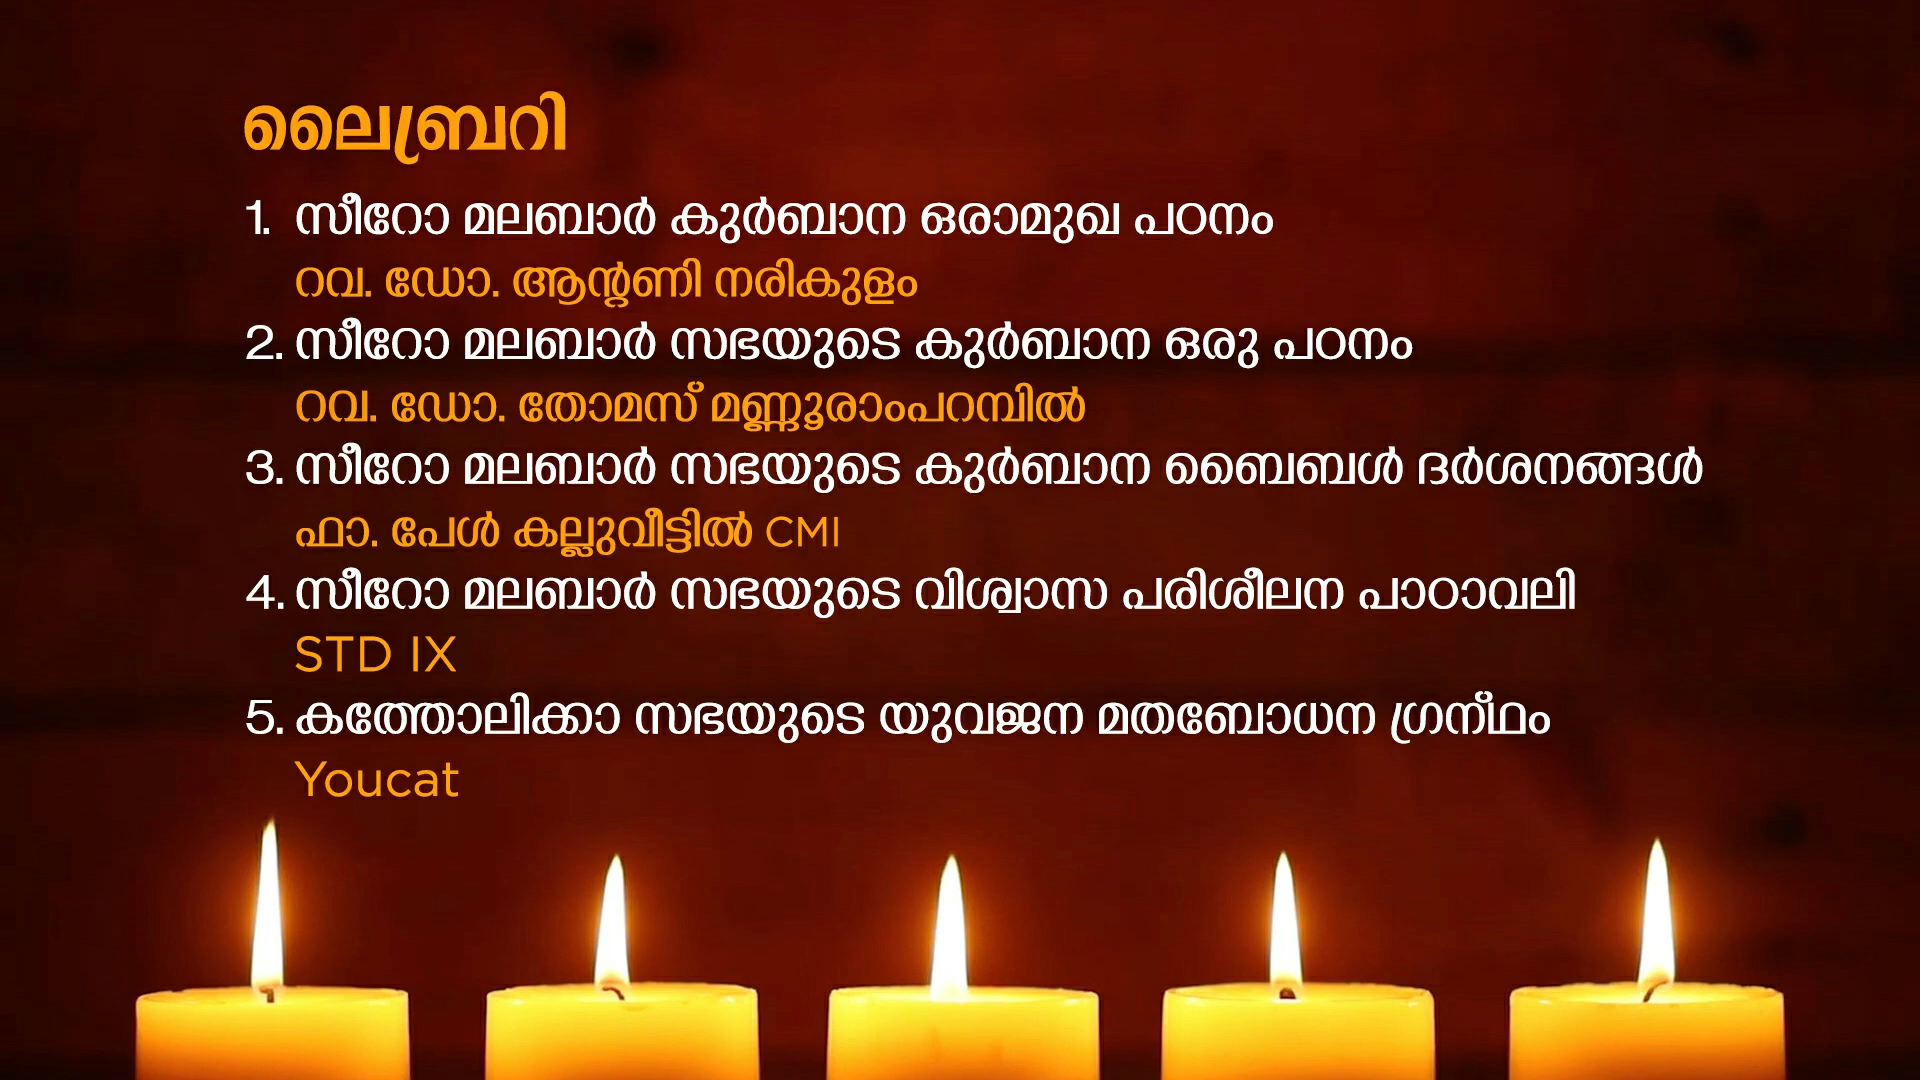 ലൈബ്രറി
1. സീറോ മലബാർ കുർബാന ഒരാമുഖ പഠനം
റവ. ഡോ. ആന്റണി നരികുളം
2. സീറോ മലബാർ സഭയുടെ കുർബാന ഒരു പഠനം
റവ. ഡോ. തോമസ് മണ്ണൂരാംപറമ്പിൽ
3. സീറോ മലബാർ സഭയുടെ കുർബാന ബൈബൾ ദർശനങ്ങൾ
ഫാ. പേൾ കല്ലുവീട്ടിൽ CMI
4. സീറോ മലബാർ സഭയുടെ വിശ്വാസ പരിശീലന പാഠാവലി
STD IX
5. കത്തോലിക്കാ സഭയുടെ യുവജന മതബോധന ഗ്രന്ഥം
Youcat